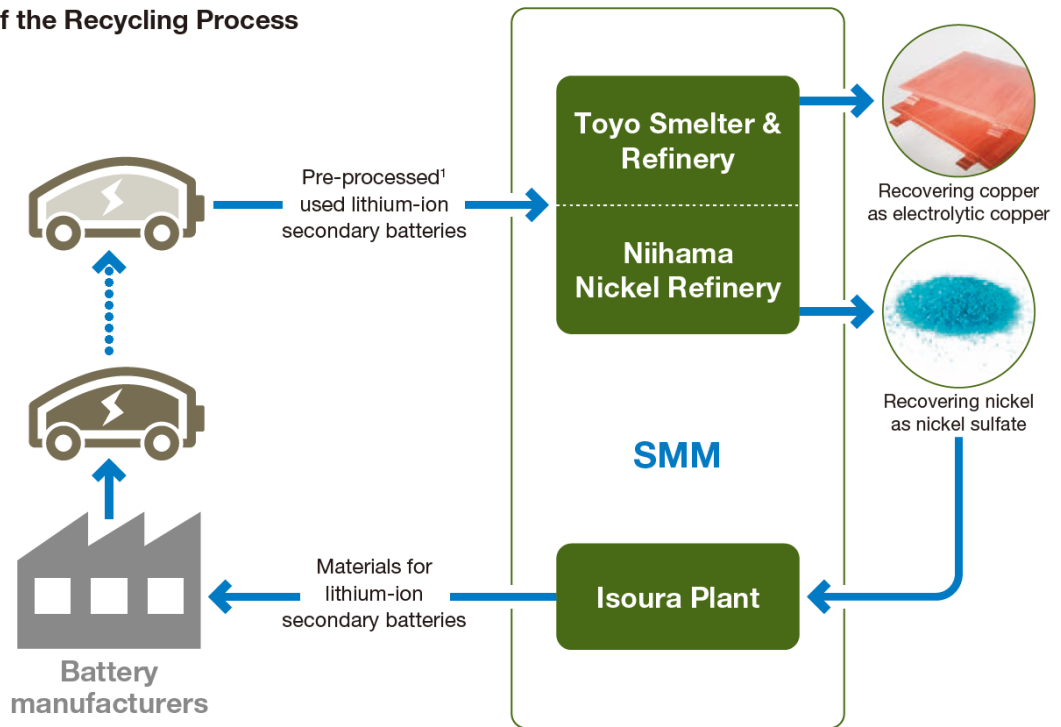 f the Recycling Process
Toyo Smelter &
Refinery
Niihama
Nickel Refinery
Pre-processed¹
used lithium-ion
secondary batteries
Recovering copper
as electrolytic copper
Recovering nickel
as nickel sulfate
SMM
Isoura Plant
Materials for
lithium-ion
secondary batteries
Battery
manufacturers